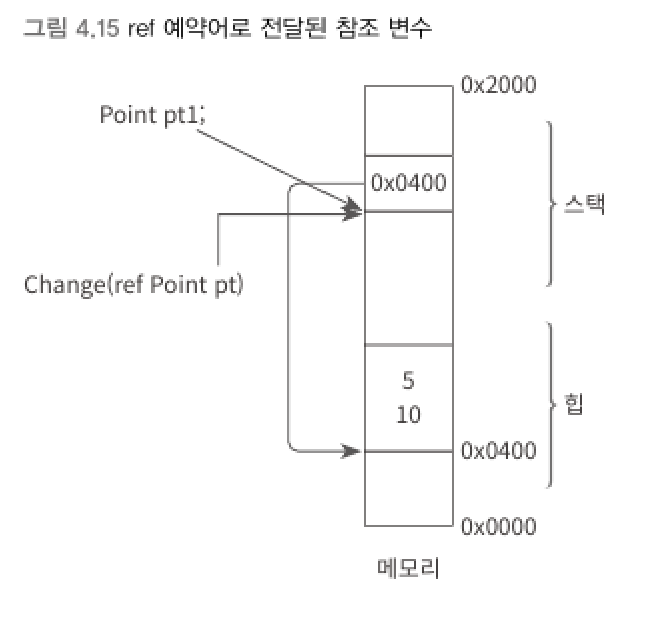 그림 4.15 ref 예약어로 전달된 참조 변수
0x2000
Point pt1;
0x0400
스택
Change(ref Point pt)
5
10
힙
0x0400
0x0000
메모리